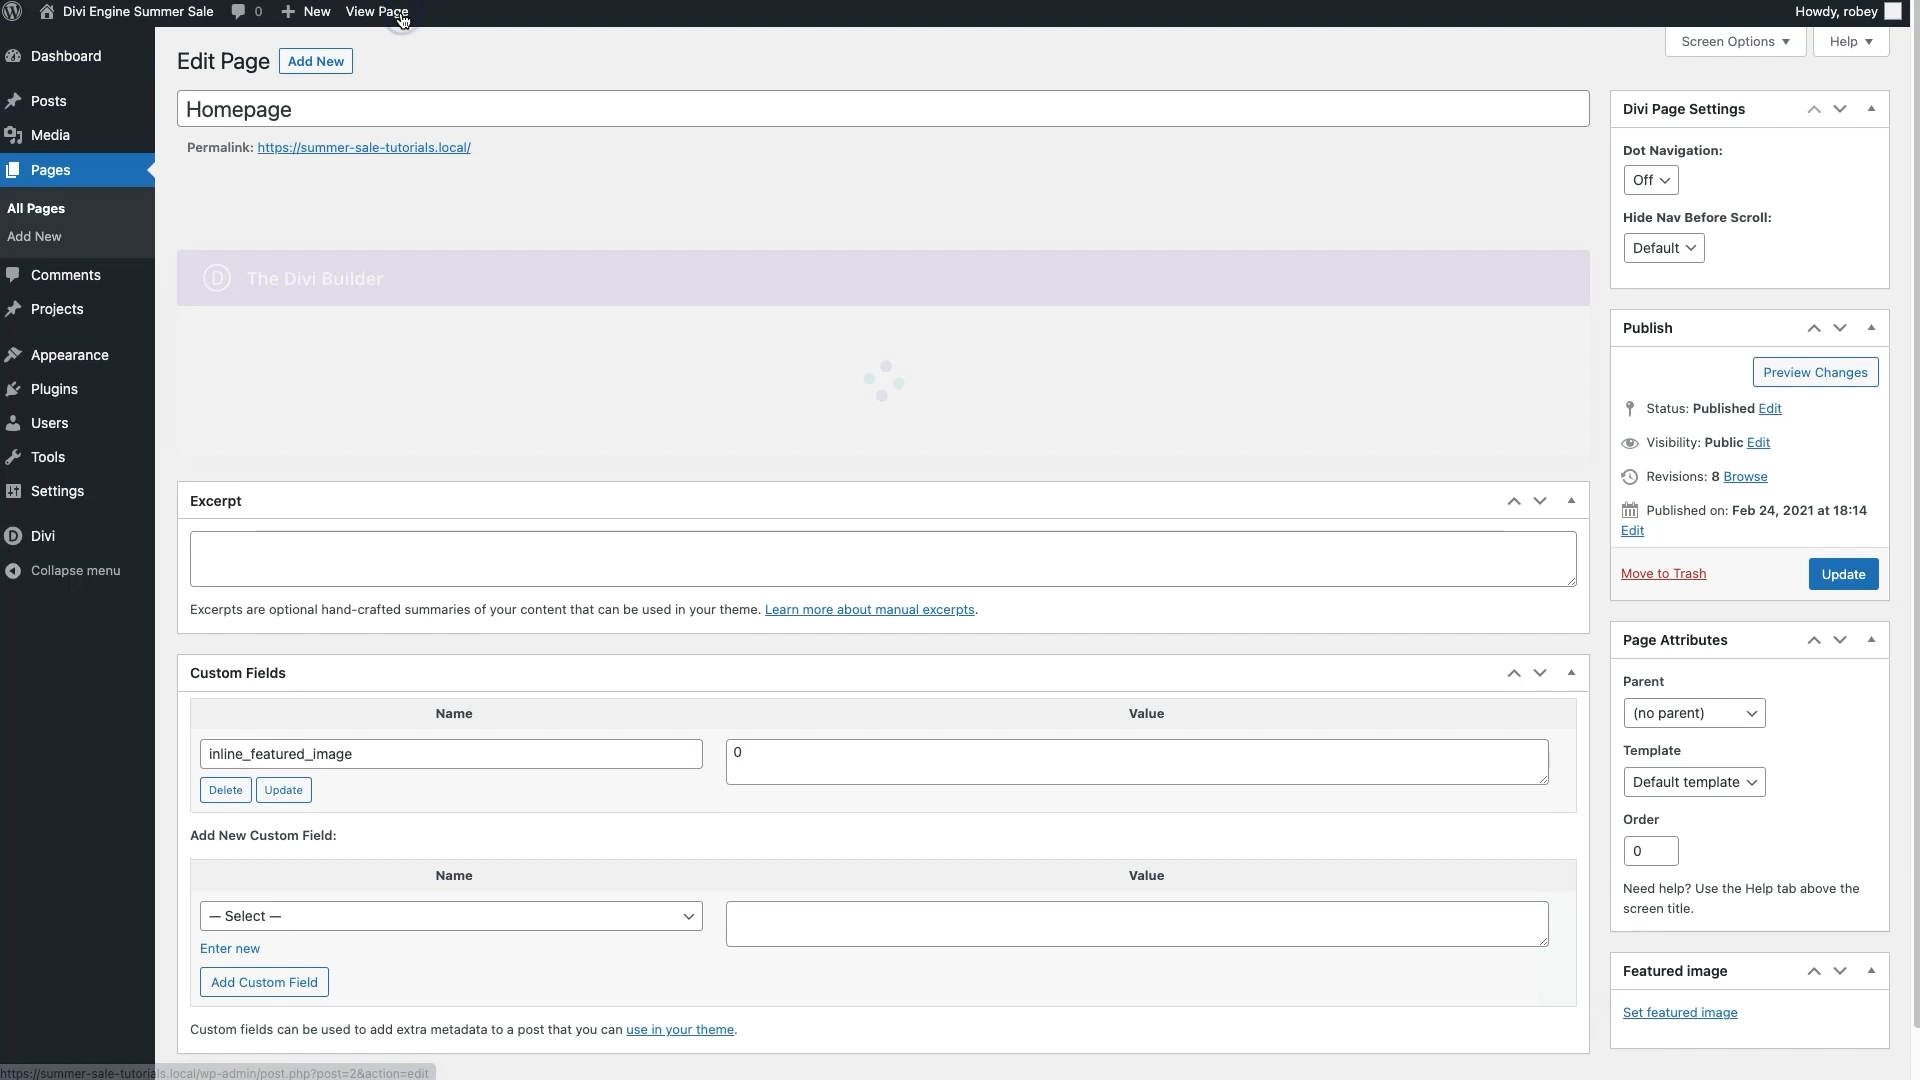 Divi Engine Summer Sale
0
New
View Page
Howdy, robey
Dashboard
Posts
Media
Pages
All Pages
Add New
Comments
Projects
Appearance
Plugins
Users
Tools
Settings
Divi
Collapse menu
Screen Options
Help
Edit Page
Add New
Homepage
Permalink: https://summer-sale-tutorials.local/
D
The Divi Builder
Excerpt
Excerpts are optional hand-crafted summaries of your content that can be used in your theme. Learn more about manual excerpts.
Custom Fields
Name
Value
inline_featured_image
0
Delete
Update
Add New Custom Field:
Name
Value
— Select —
Enter new
Add Custom Field
Custom fields can be used to add extra metadata to a post that you can use in your theme.
Divi Page Settings
Dot Navigation:
Off
Hide Nav Before Scroll:
Default
Publish
Preview Changes
Status: Published Edit
Visibility: Public Edit
Revisions: 8 Browse
Published on: Feb 24, 2021 at 18:14
Edit
Move to Trash
Update
Page Attributes
Parent
(no parent)
Template
Default template
Order
0
Need help? Use the Help tab above the
screen title.
Featured image
Set featured image
https://summer-sale-tutorials.local/wp-admin/post.php?post=2&action=edit